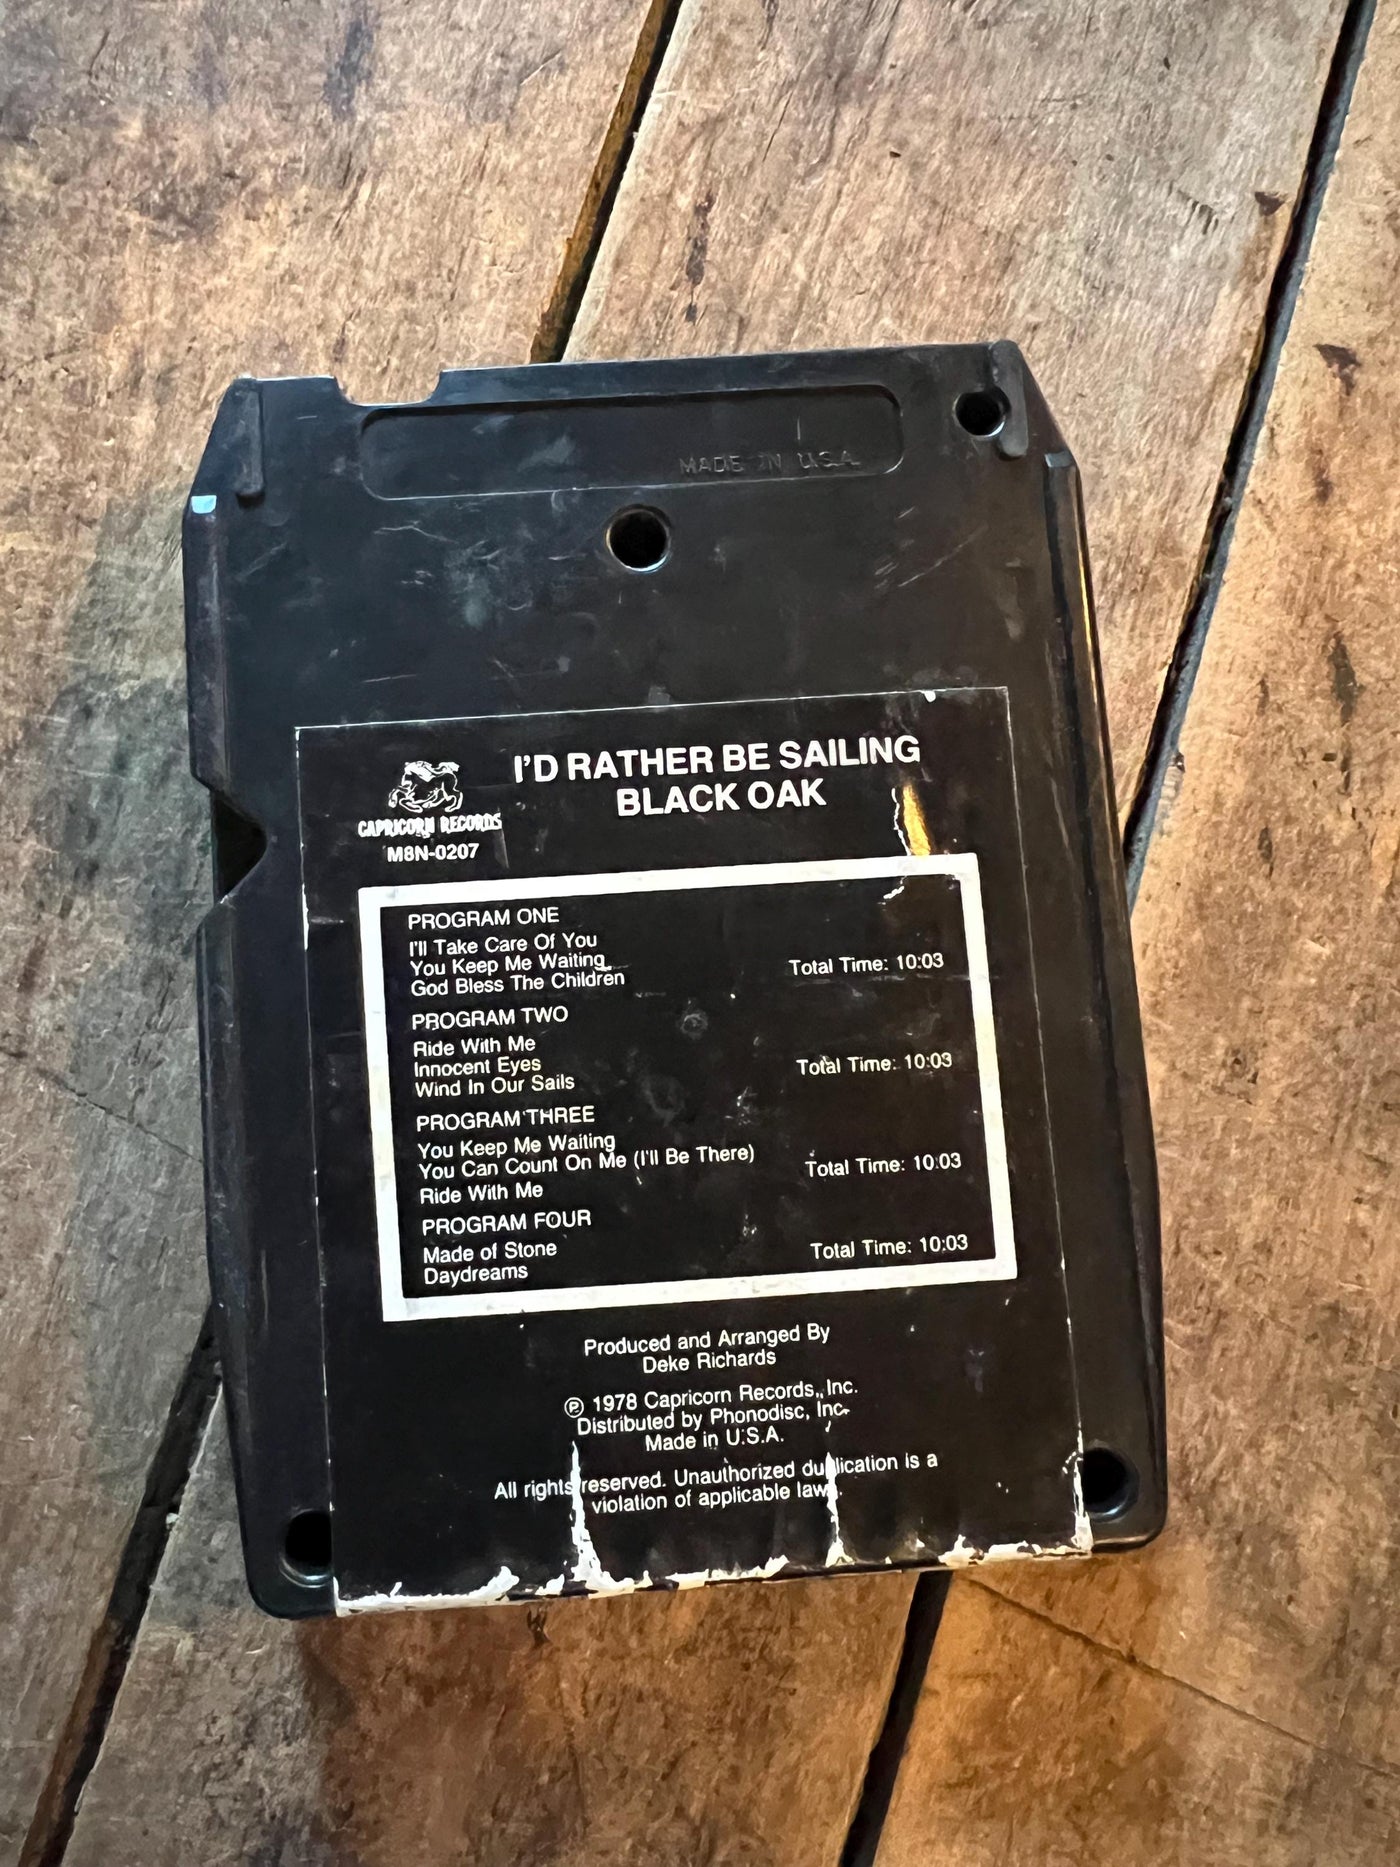 MADE IN U.S.A.
I'D RATHER BE SAILING
BLACK OAK
CAPRICORN RECORDS
M8N-0207
PROGRAM ONE
I'll Take Care Of You
You Keep Me Waiting
God Bless The Children
Total Time: 10:03
PROGRAM TWO
Ride With Me
Innocent Eyes
Wind In Our Sails
Total Time: 10:03
PROGRAM THREE
You Keep Me Waiting
You Can Count On Me (I'll Be There)
Ride With Me
Total Time: 10:03
PROGRAM FOUR
Made of Stone
Daydreams
Total Time: 10:03
Produced and Arranged By
Deke Richards
℗ 1978 Capricorn Records, Inc.
Distributed by Phonodisc, Inc.
Made in U.S.A.
All rights reserved. Unauthorized duplication is a
violation of applicable laws.